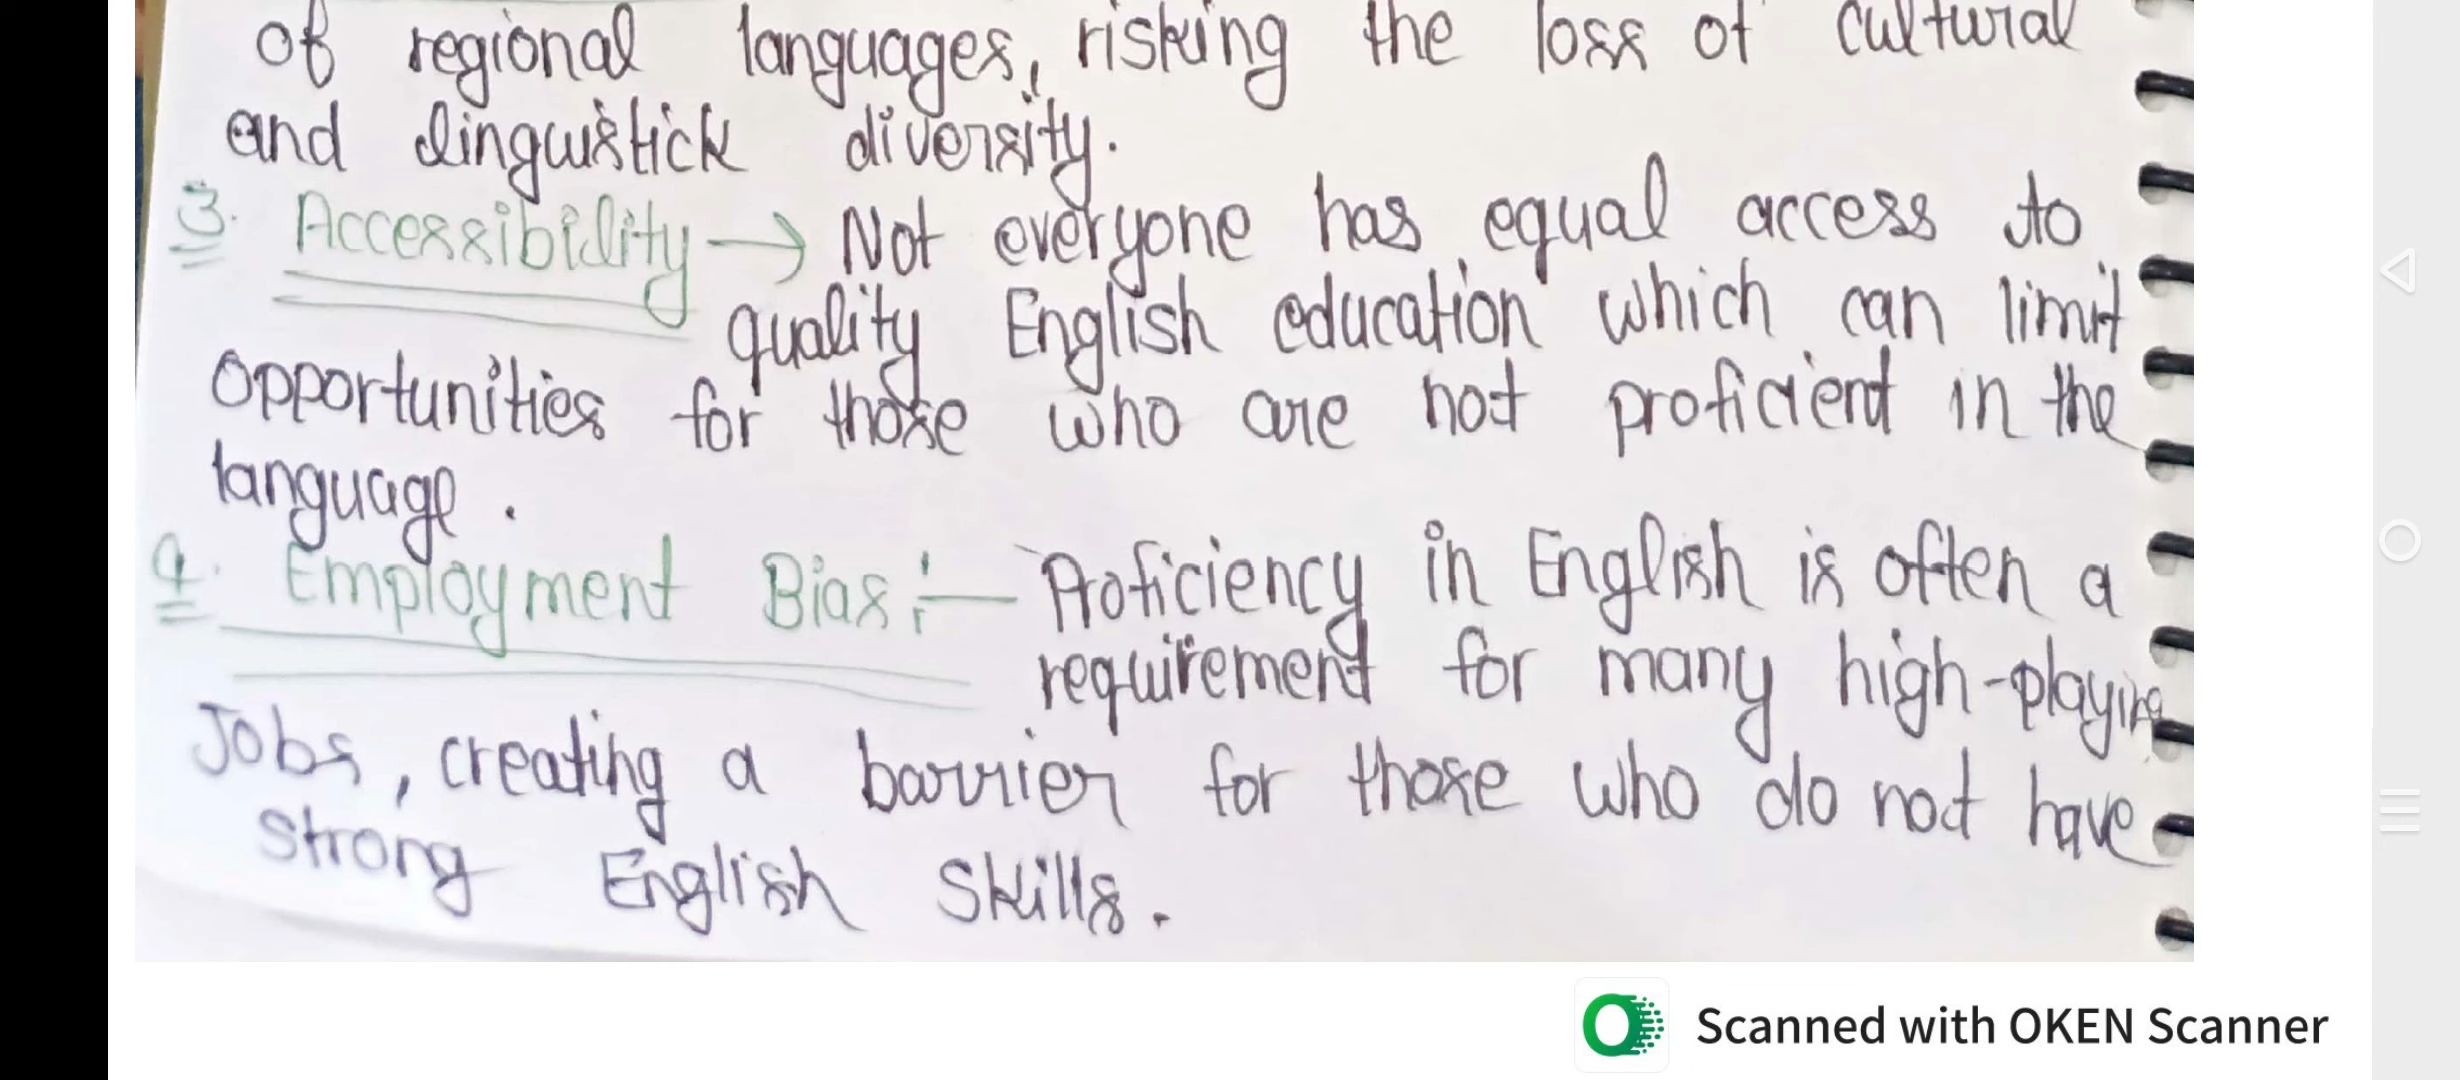 of regional languages, risking the loss of cultural
and linguistick diversity.
3. Accessibility → Not everyone has equal access to
quality English education which can limit
opportunities for those who are not proficient in the
language.
4. Employment Bias :— Proficiency in English is often a
requirement for many high-playing
Jobs, creating a barrier for those who do not have
strong English Skills.
Scanned with OKEN Scanner